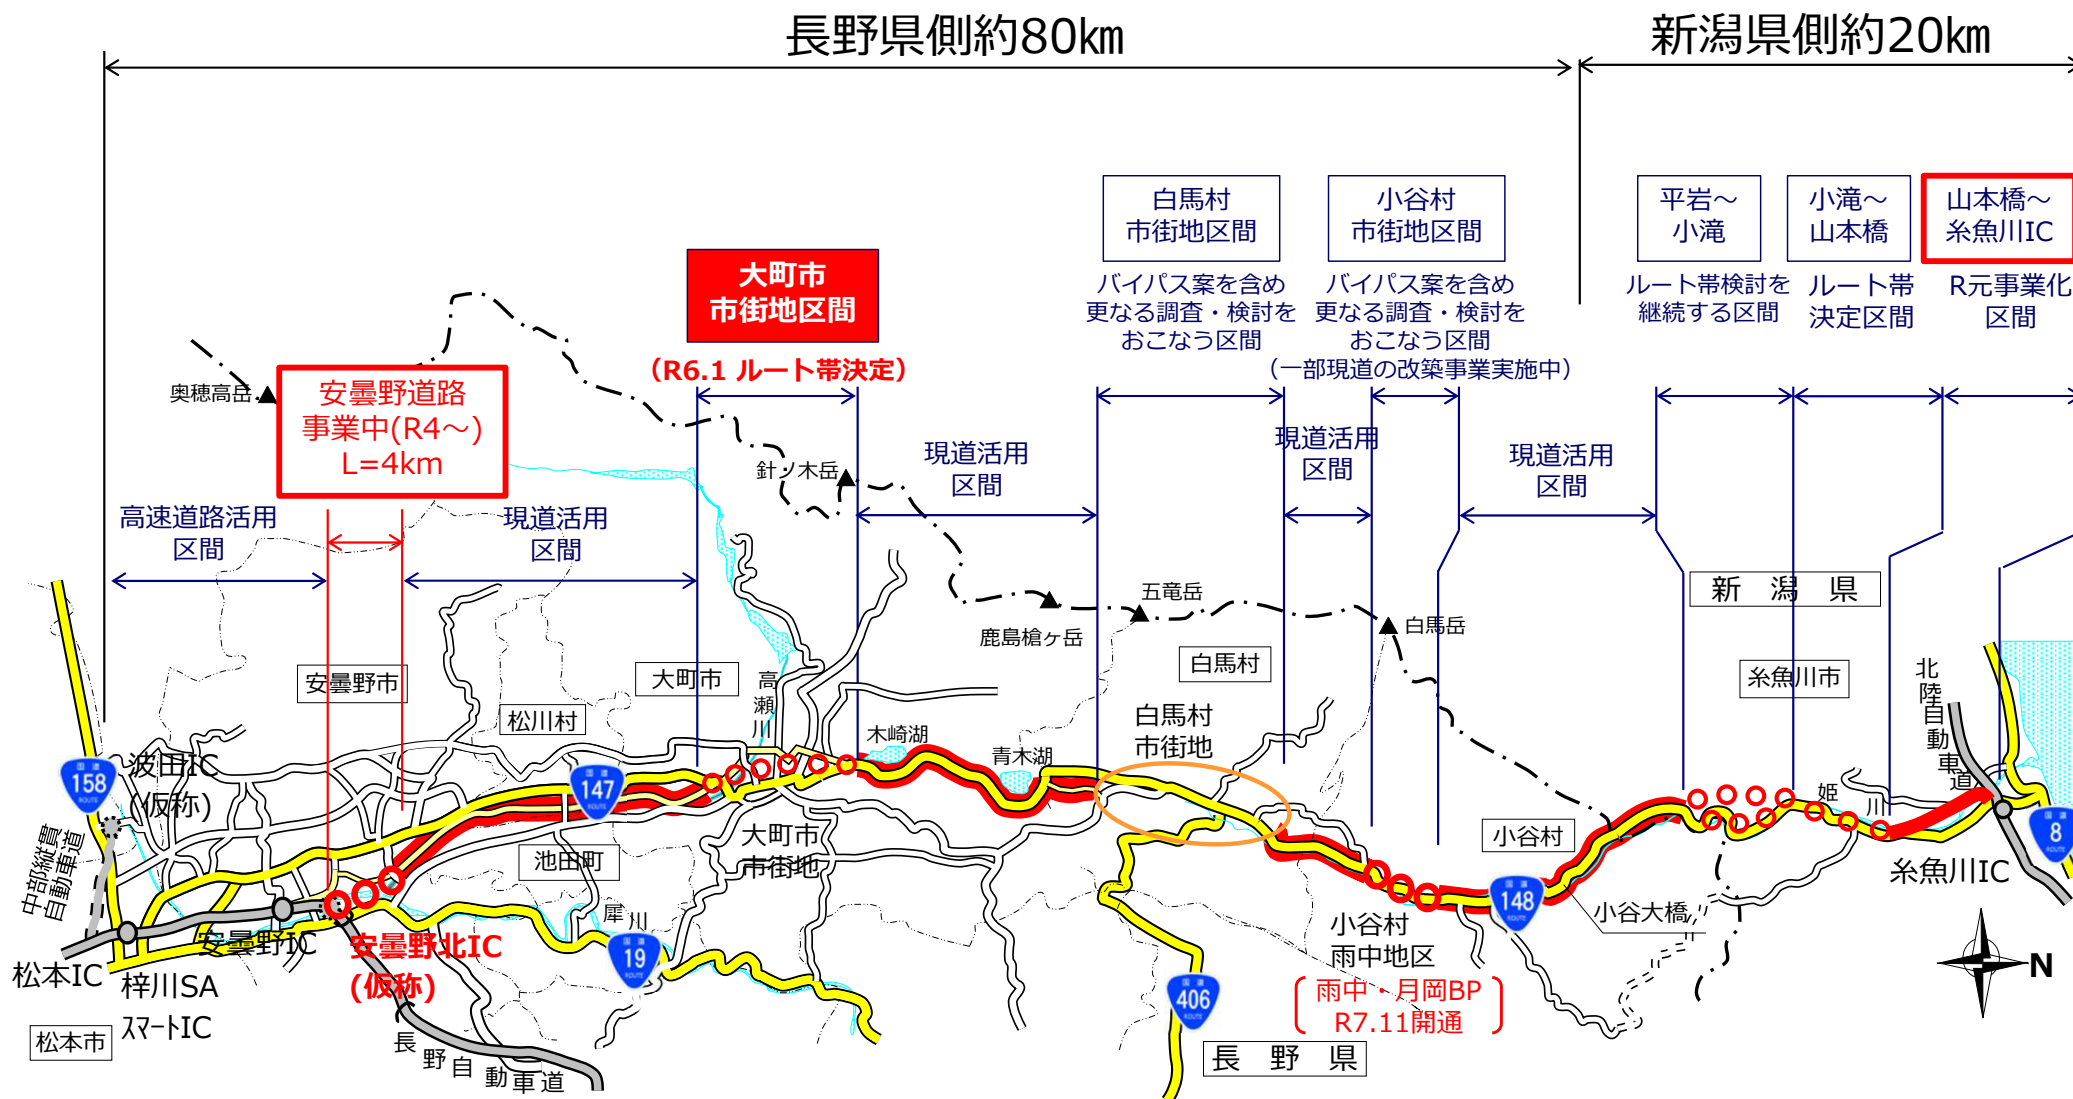 長野県側約80㎞
新潟県側約20㎞
白馬村
市街地区間
小谷村
市街地区間
平岩～
小滝
小滝～
山本橋
山本橋～
糸魚川IC
大町市
市街地区間
バイパス案を含め
更なる調査・検討を
おこなう区間
バイパス案を含め
更なる調査・検討を
おこなう区間
(一部現道の改築事業実施中)
ルート帯検討を
継続する区間
ルート帯
決定区間
R元事業化
区間
(R6.1 ルート帯決定)
奥穂高岳
安曇野道路
事業中(R4～)
L=4km
針ノ木岳
現道活用
区間
現道活用
区間
現道活用
区間
高速道路活用
区間
現道活用
区間
五竜岳
鹿島槍ヶ岳
白馬岳
新 潟 県
安曇野市
松川村
大町市
高瀬川
白馬村
糸魚川市
北陸自動車道
白馬村
市街地
木崎湖
青木湖
波田IC
(仮称)
国道
158
ROUTE
国道
147
ROUTE
姫川
中部縦貫
自動車道
池田町
大町市
市街地
小谷村
国道
8
糸魚川IC
国道
148
ROUTE
小谷大橋
犀川
国道
19
ROUTE
安曇野IC
安曇野北IC
(仮称)
小谷村
雨中地区
松本IC
梓川SA
スマートIC
国道
406
ROUTE
雨中・月岡BP
R7.11開通
N
松本市
長野自動車道
長 野 県